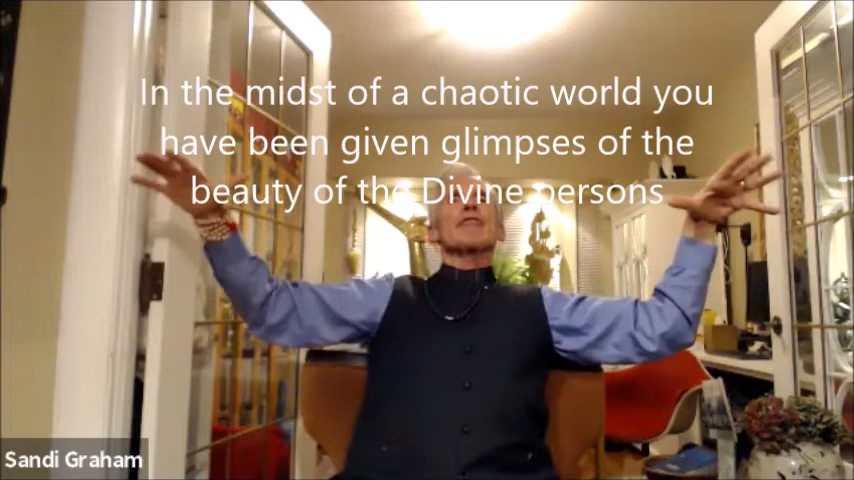 In the midst of a chaotic world you
have been given glimpses of the
beauty of the Divine persons
Sandi Graham